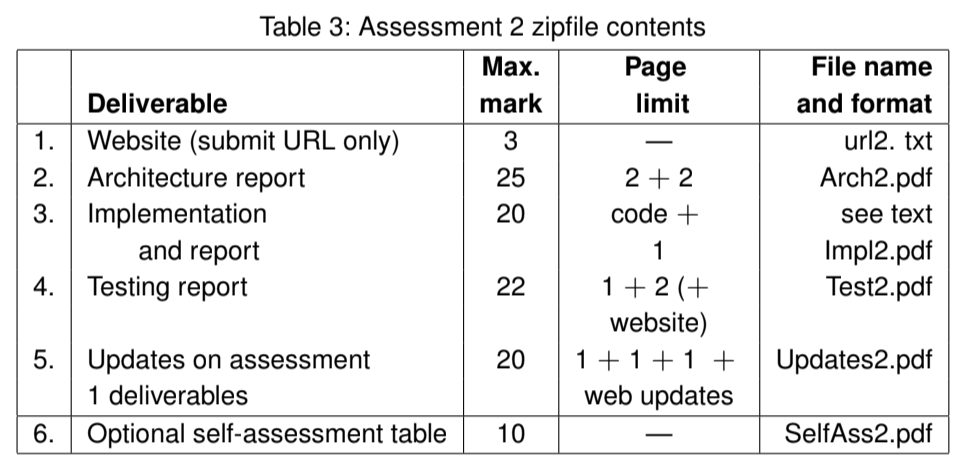 Table 3: Assessment 2 zipfile contents
Max. Page File name
Deliverable mark limit and format
1. Website (submit URL only) 3 — url2. txt
2. Architecture report 25 2 + 2 Arch2.pdf
3. Implementation 20 code + see text
and report 1 Impl2.pdf
4. Testing report 22 1 + 2 (+ Test2.pdf
website)
5. Updates on assessment 20 1 + 1 + 1 + Updates2.pdf
1 deliverables web updates
6. Optional self-assessment table 10 — SelfAss2.pdf